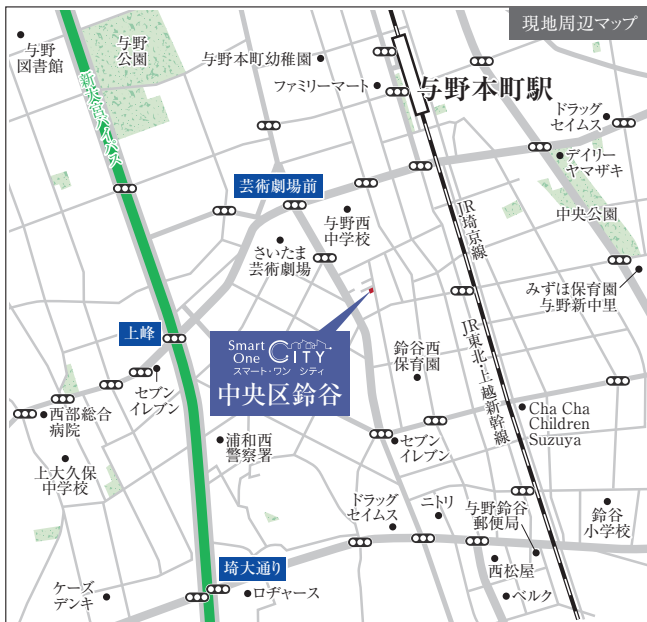 現地周辺マップ
与野
図書館
与野
公園
与野本町幼稚園
ファミリーマート
与野本町駅
ドラッグ
セイムス
デイリー
ヤマザキ
新大宮バイパス
芸術劇場前
与野西
中学校
さいたま
芸術劇場
JR埼京線
中央公園
みずほ保育園
与野新中里
上峰
Smart
One CITY
スマート・ワン シティ
中央区鈴谷
鈴谷西
保育園
JR東北・上越新幹線
セブン
イレブン
西部総合
病院
上大久保
中学校
浦和西
警察署
セブン
イレブン
Cha Cha
Children
Suzuya
ドラッグ
セイムス
ニトリ
与野鈴谷
郵便局
鈴谷
小学校
埼大通り
西松屋
ケーズ
デンキ
ロヂャース
ベルク